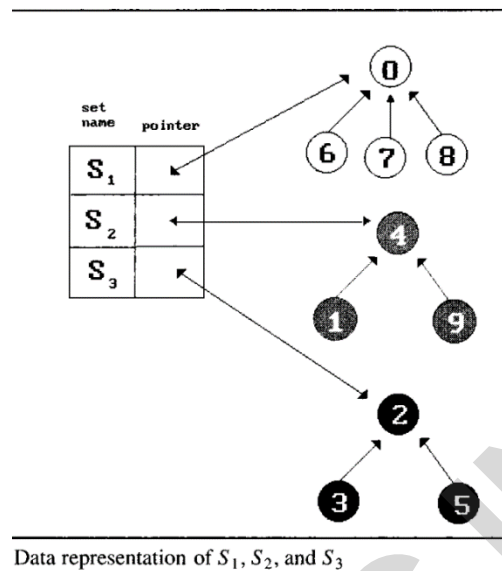 set
name
pointer
S1
S2
S3
0
6 7 8
4
1 9
2
3 5
Data representation of S1, S2, and S3